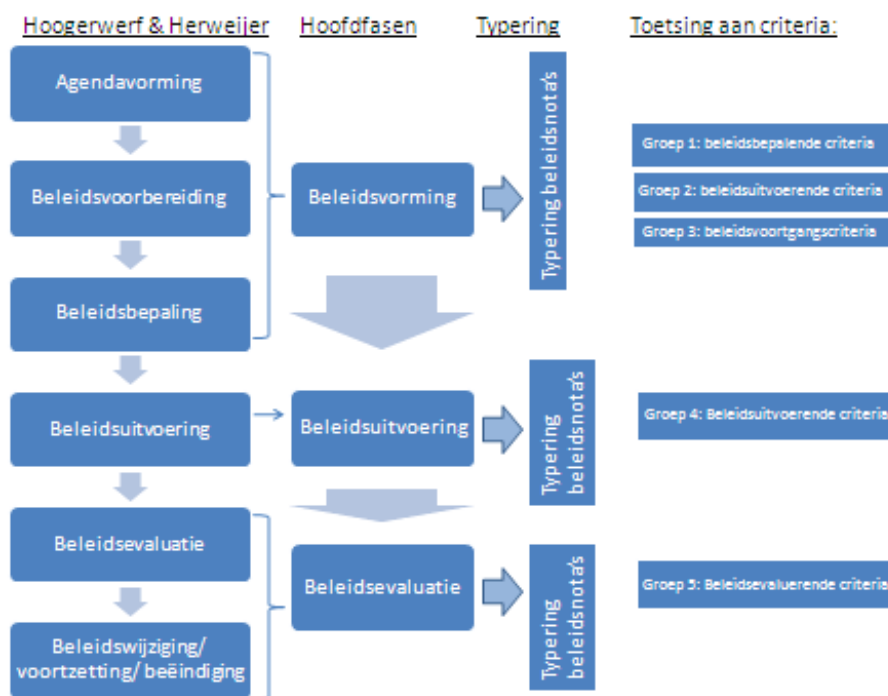 Hoogerwerf & Herweijer
Hoofdfasen
Typering
Toetsing aan criteria:
Agendavorming
Beleidsvoorbereiding
Beleidsbepaling
Beleidsuitvoering
Beleidsevaluatie
Beleidswijziging/
voortzetting/ beëindiging
Beleidsvorming
Beleidsuitvoering
Beleidsevaluatie
Typering beleidsnota's
Typering
beleidsnota's
Typering
beleidsnota's
Groep 1: beleidsbepalende criteria
Groep 2: beleidsuitvoerende criteria
Groep 3: beleidsvoortgangscriteria
Groep 4: Beleidsuitvoerende criteria
Groep 5: Beleidsevaluerende criteria